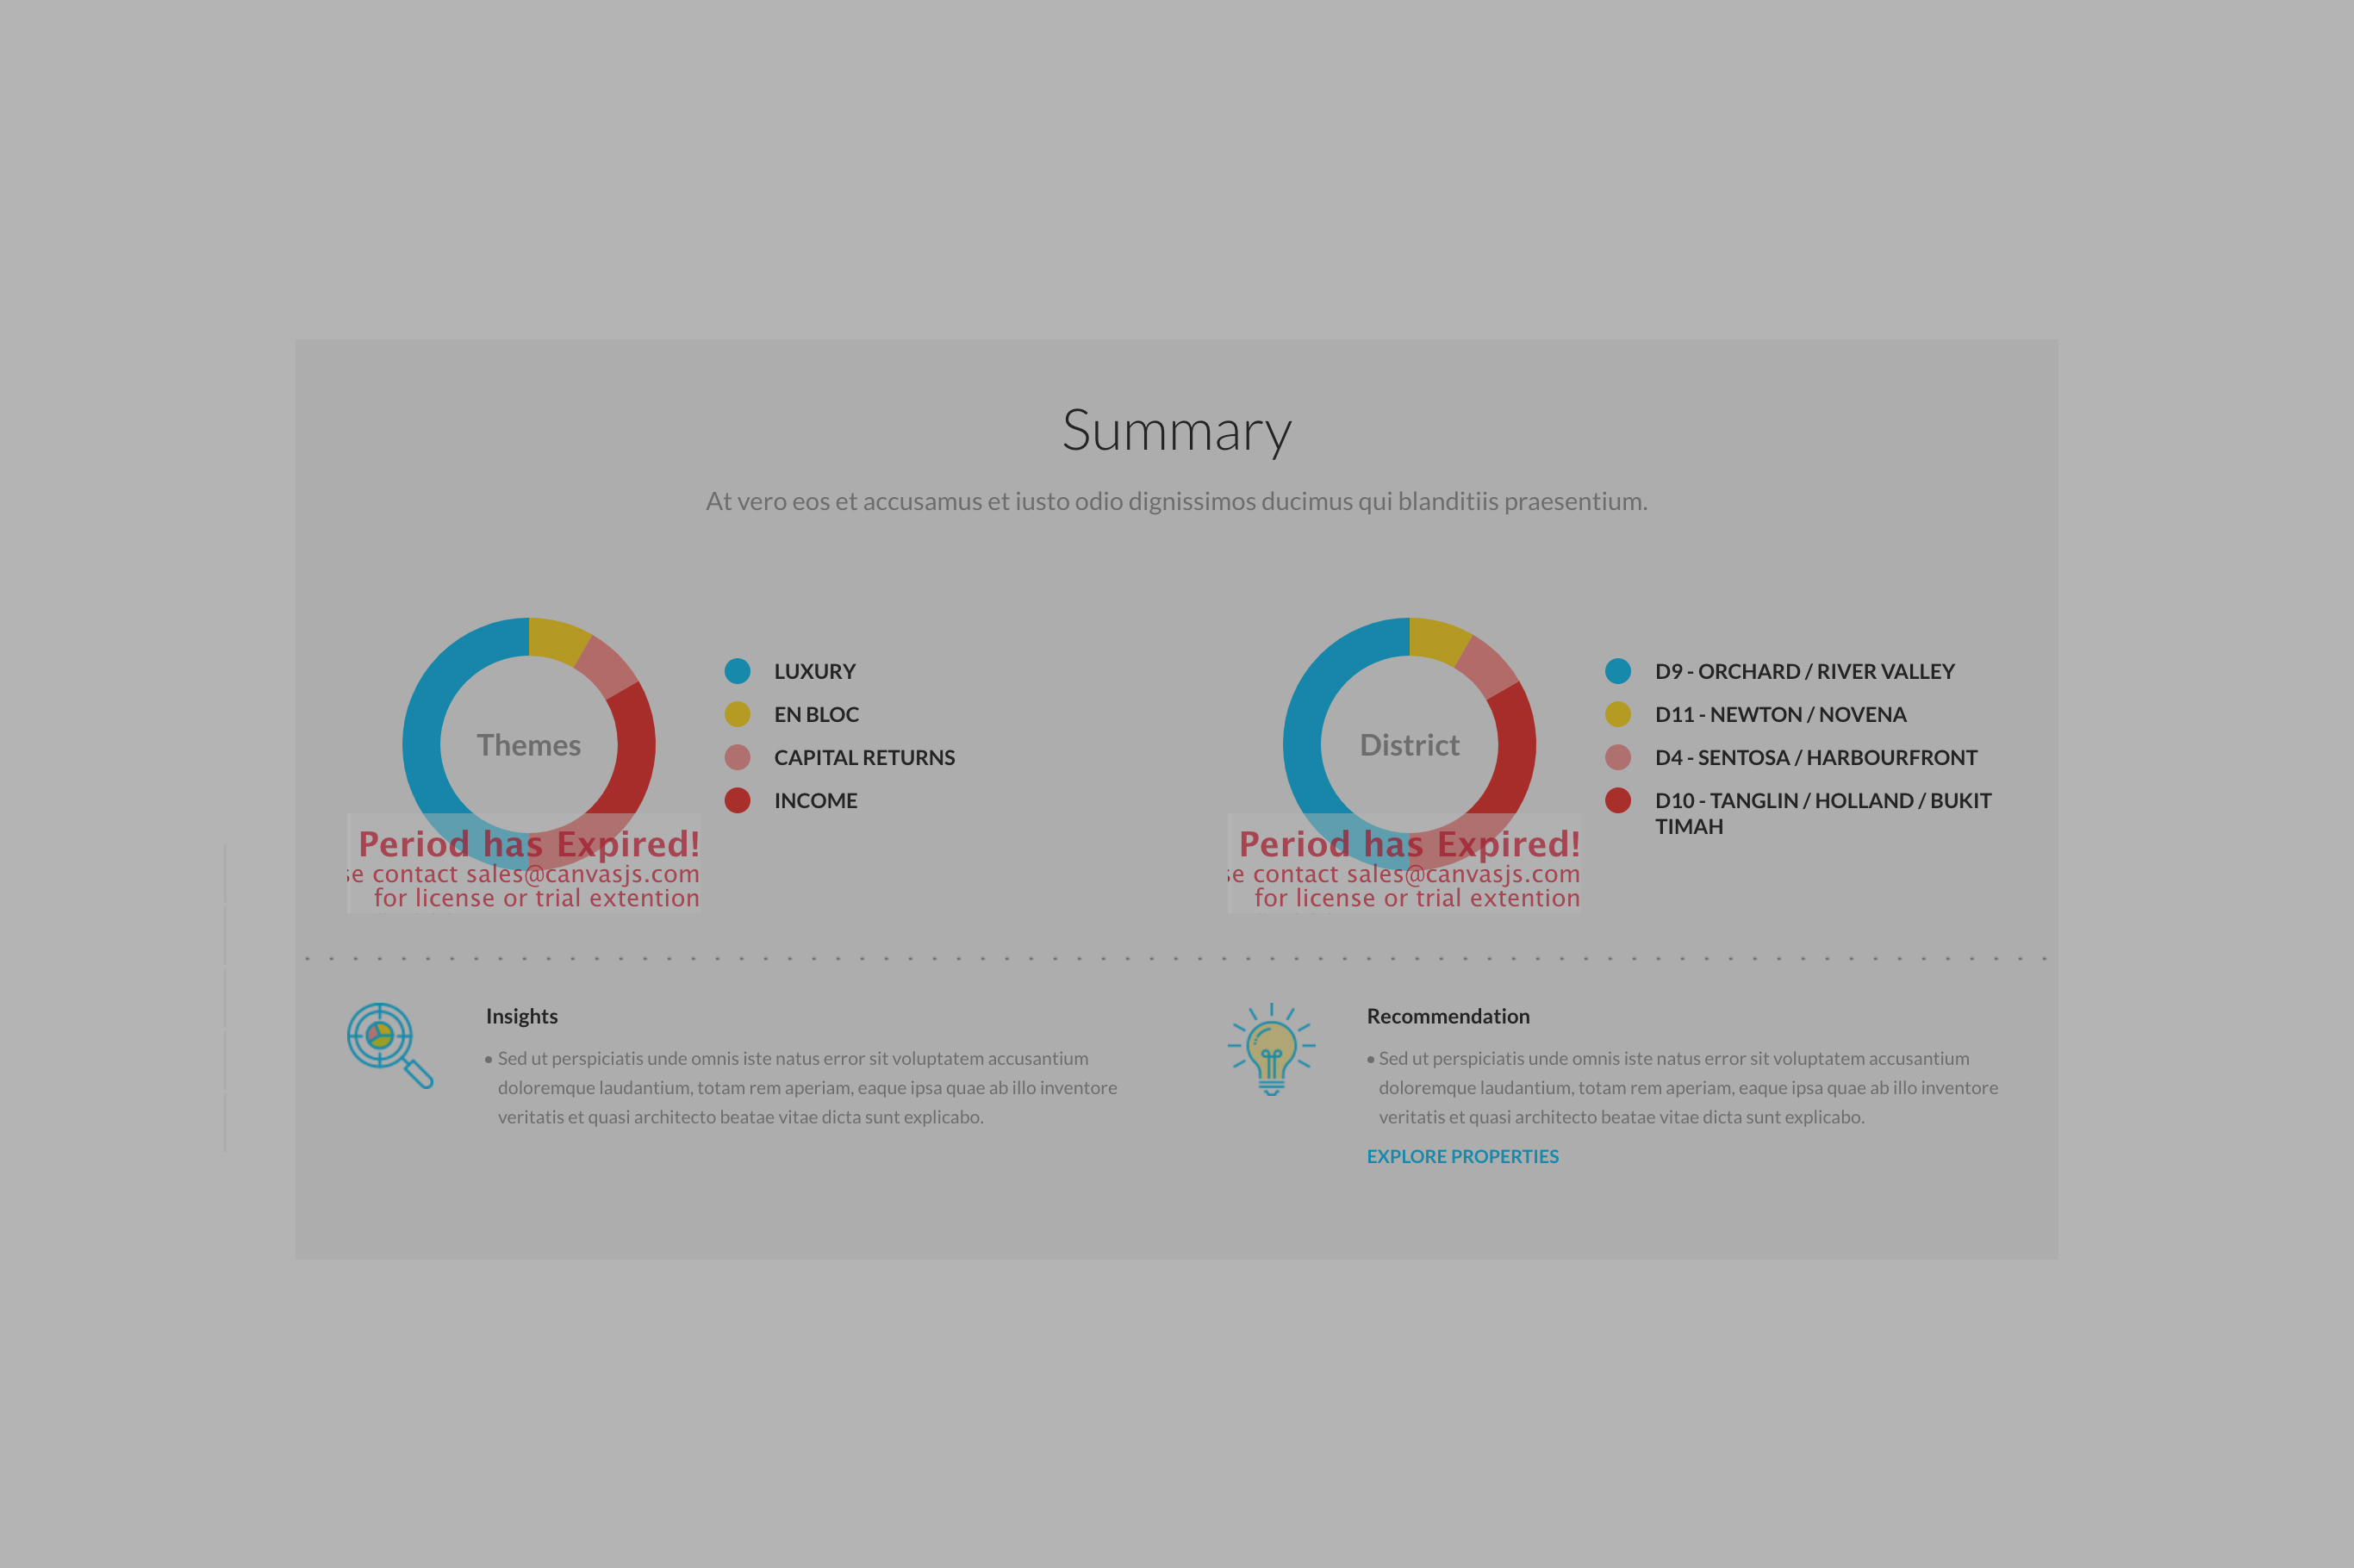 Summary
At vero eos et accusamus et iusto odio dignissimos ducimus qui blanditiis praesentium.
Themes
LUXURY
EN BLOC
CAPITAL RETURNS
INCOME
Period has Expired!
contact sales@canvasjs.com
for license or trial extention
District
D9 - ORCHARD / RIVER VALLEY
D11 - NEWTON / NOVENA
D4 - SENTOSA / HARBOURFRONT
D10 - TANGLIN / HOLLAND / BUKIT
TIMAH
Period has Expired!
contact sales@canvasjs.com
for license or trial extention
Insights
• Sed ut perspiciatis unde omnis iste natus error sit voluptatem accusantium
doloremque laudantium, totam rem aperiam, eaque ipsa quae ab illo inventore
veritatis et quasi architecto beatae vitae dicta sunt explicabo.
Recommendation
• Sed ut perspiciatis unde omnis iste natus error sit voluptatem accusantium
doloremque laudantium, totam rem aperiam, eaque ipsa quae ab illo inventore
veritatis et quasi architecto beatae vitae dicta sunt explicabo.
EXPLORE PROPERTIES